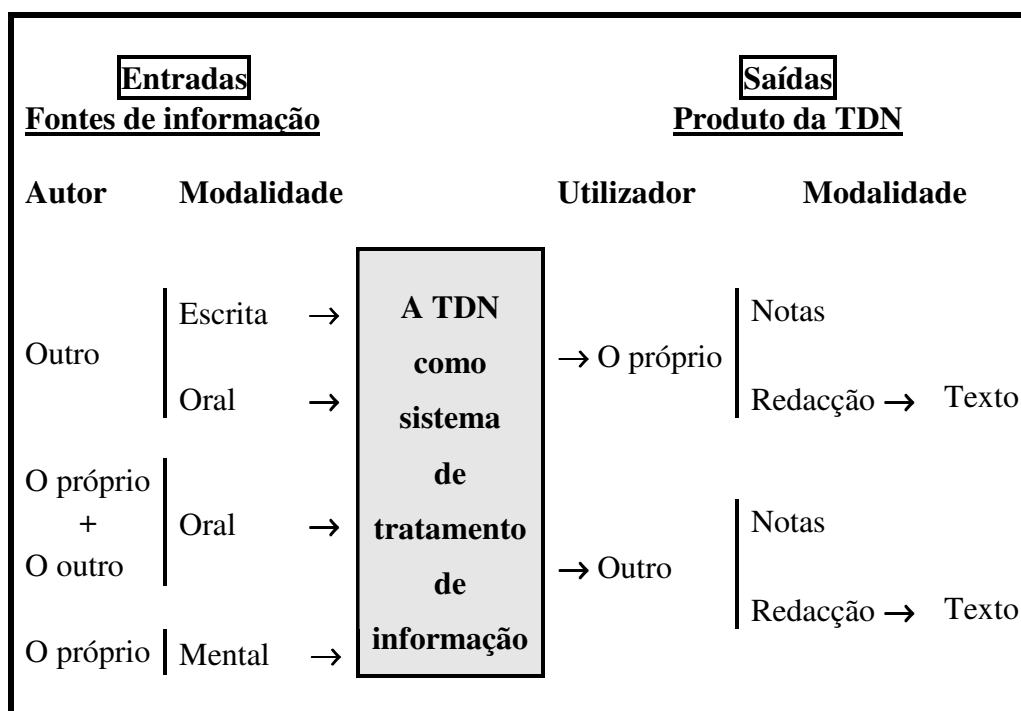 Entradas
Fontes de informação
Saídas
Produto da TDN
Autor Modalidade
Utilizador Modalidade
Outro
Escrita →
Oral →
O próprio
+
O outro
Oral →
O próprio
Mental →
A TDN
como
sistema
de
tratamento
de
informação
→ O próprio
Notas
Redacção → Texto
→ Outro
Notas
Redacção → Texto